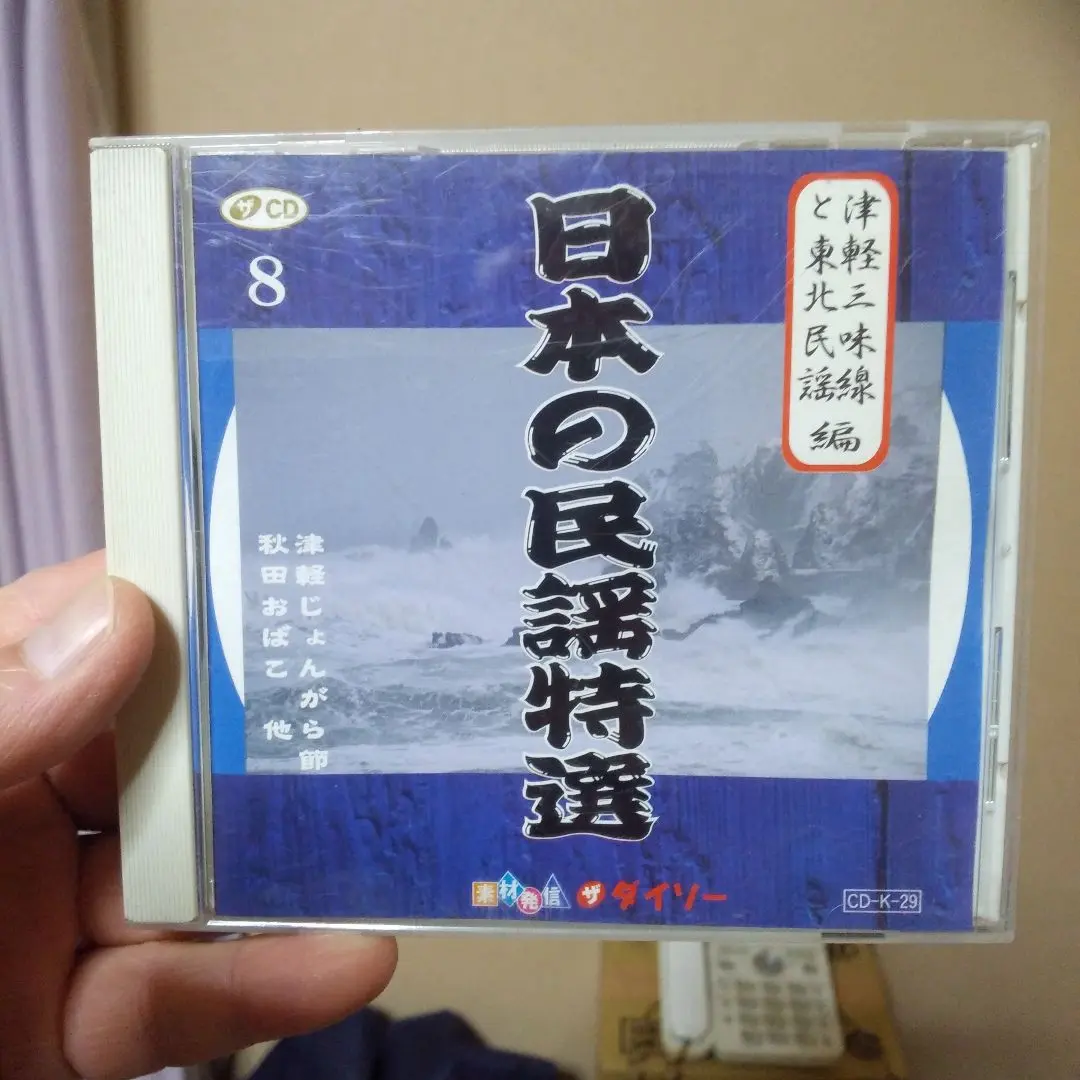 ザ CD
8
日本の民謡特選
津軽三味線
と東北民謡編
津軽じょんがら節
秋田おばこ 他
素材発信 ザ ダイソー
CD-K-29